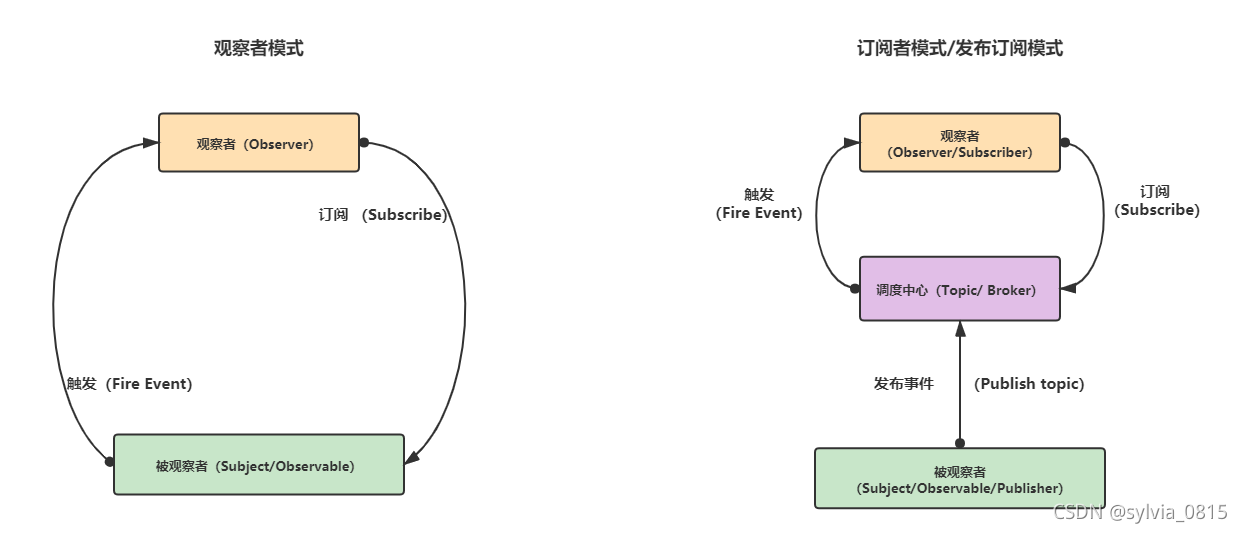 观察者模式
观察者（Observer）
订阅 （Subscribe）
触发（Fire Event）
被观察者（Subject/Observable）
订阅者模式/发布订阅模式
观察者
（Observer/Subscriber）
触发
（Fire Event）
订阅
（Subscribe）
调度中心（Topic/ Broker）
发布事件 （Publish topic）
被观察者
（Subject/Observable/Publisher）
CSDN @sylvia_0815